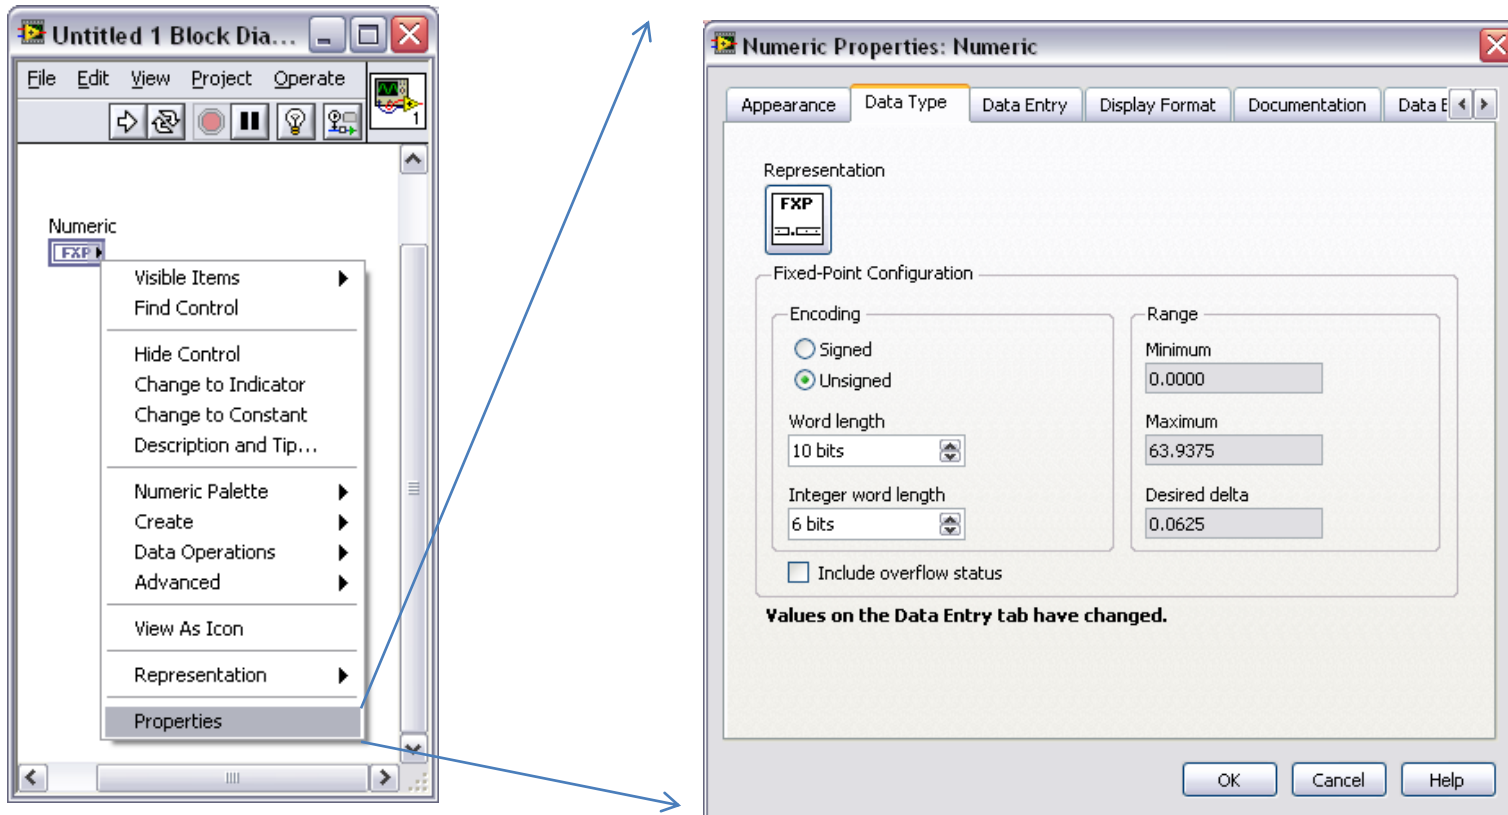 Untitled 1 Block Dia...
File Edit View Project Operate
1
Numeric
FXP
Visible Items
Find Control
Hide Control
Change to Indicator
Change to Constant
Description and Tip...
Numeric Palette
Create
Data Operations
Advanced
View As Icon
Representation
Properties
Numeric Properties: Numeric
Appearance Data Type Data Entry Display Format Documentation Data E
Representation
FXP
Fixed-Point Configuration
Encoding
Signed
Unsigned
Word length
10 bits
Integer word length
6 bits
Range
Minimum
0.0000
Maximum
63.9375
Desired delta
0.0625
Include overflow status
Values on the Data Entry tab have changed.
OK Cancel Help